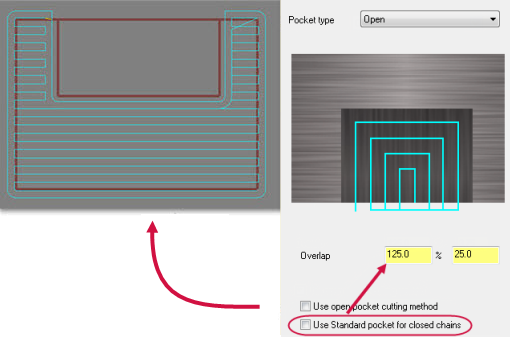 Pocket type Open
Overlap 125.0 % 25.0
Use open pocket cutting method
Use Standard pocket for closed chains